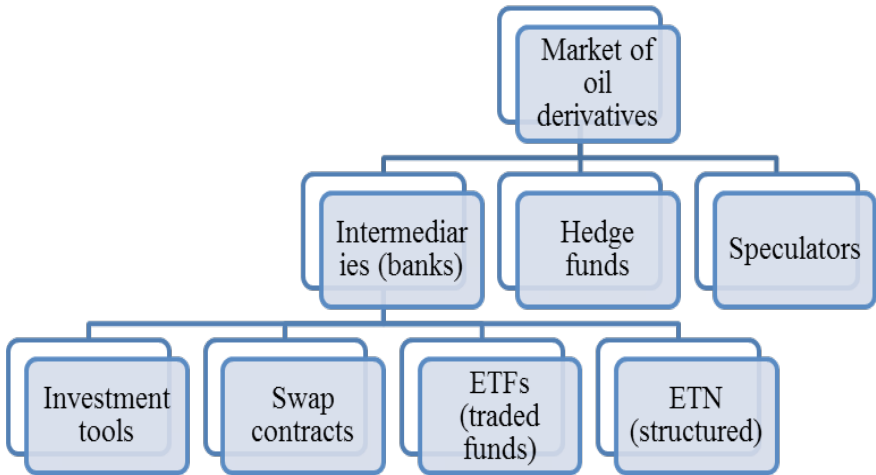 Market of
oil
derivatives
Intermediar
ies (banks)
Hedge
funds
Speculators
Investment
tools
Swap
contracts
ETFs
(traded
funds)
ETN
(structured)